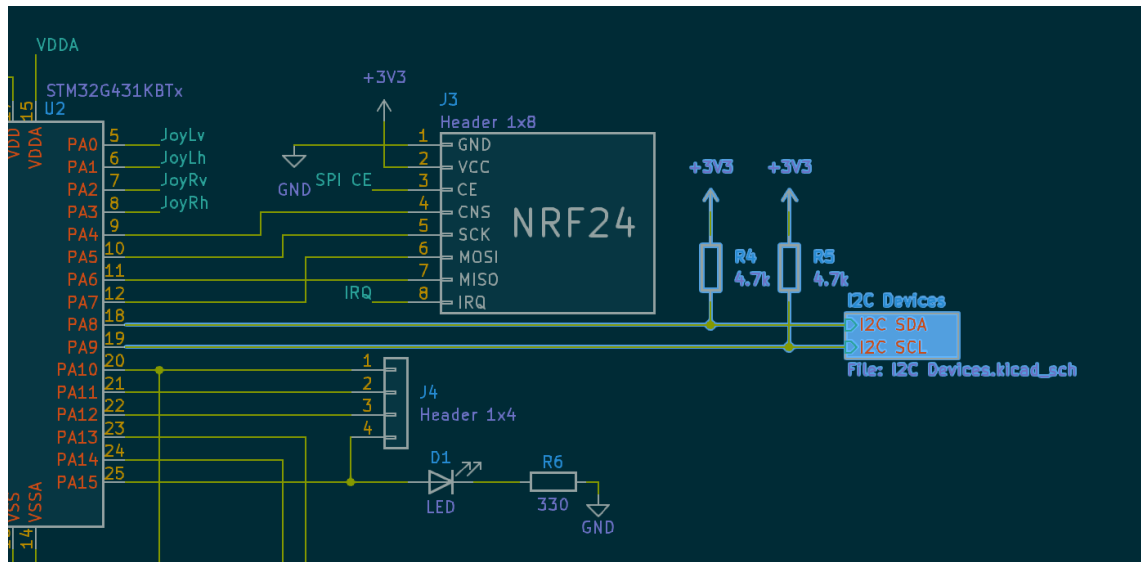 VDDA
STM32G431KBTx
U2
15
VDD
VDDA
PA0 5 JoyLv
PA1 6 JoyLh
PA2 7 JoyRv
PA3 8 JoyRh
PA4 9
PA5 10
PA6 11
PA7 12
PA8 18
PA9 19
PA10 20
PA11 21
PA12 22
PA13 23
PA14 24
PA15 25
VSS
VSSA
14
+3V3
GND
SPI CE
IRQ
J3
Header 1x8
1 GND
2 VCC
3 CE
4 CNS
5 SCK
6 MOSI
7 MISO
8 IRQ
NRF24
+3V3
+3V3
R4
4.7k
R5
4.7k
I2C Devices
I2C SDA
I2C SCL
File: I2C Devices.kicad_sch
1
2
3
4
J4
Header 1x4
D1
LED
R6
330
GND